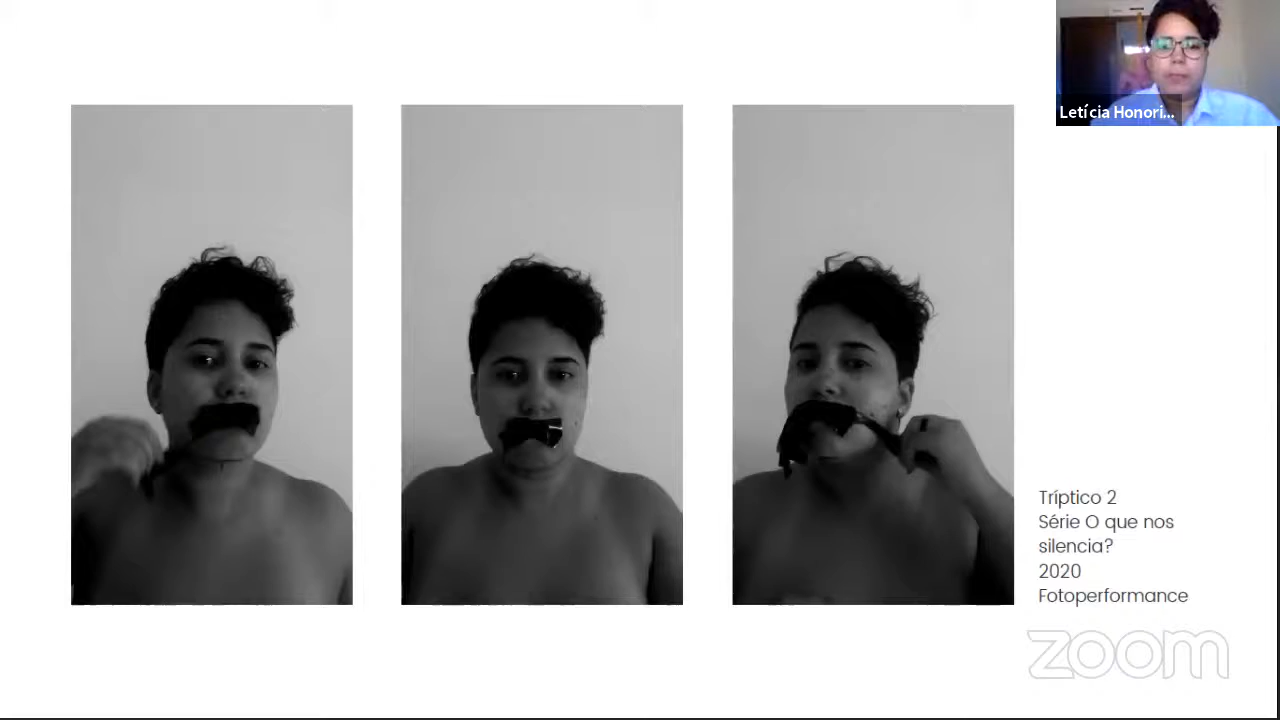 Letícia Honori...
Tríptico 2
Série O que nos
silencia?
2020
Fotoperformance
zoom